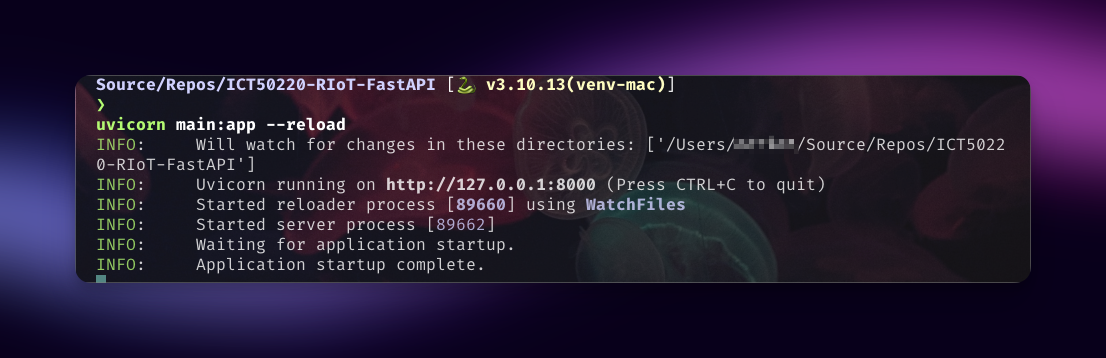 Source/Repos/ICT50220-RIoT-FastAPI [🐍 v3.10.13(venv-mac)]
❯
uvicorn main:app --reload
INFO:     Will watch for changes in these directories: ['/Users//Source/Repos/ICT5022
0-RIoT-FastAPI']
INFO:     Uvicorn running on http://127.0.0.1:8000 (Press CTRL+C to quit)
INFO:     Started reloader process [89660] using WatchFiles
INFO:     Started server process [89662]
INFO:     Waiting for application startup.
INFO:     Application startup complete.